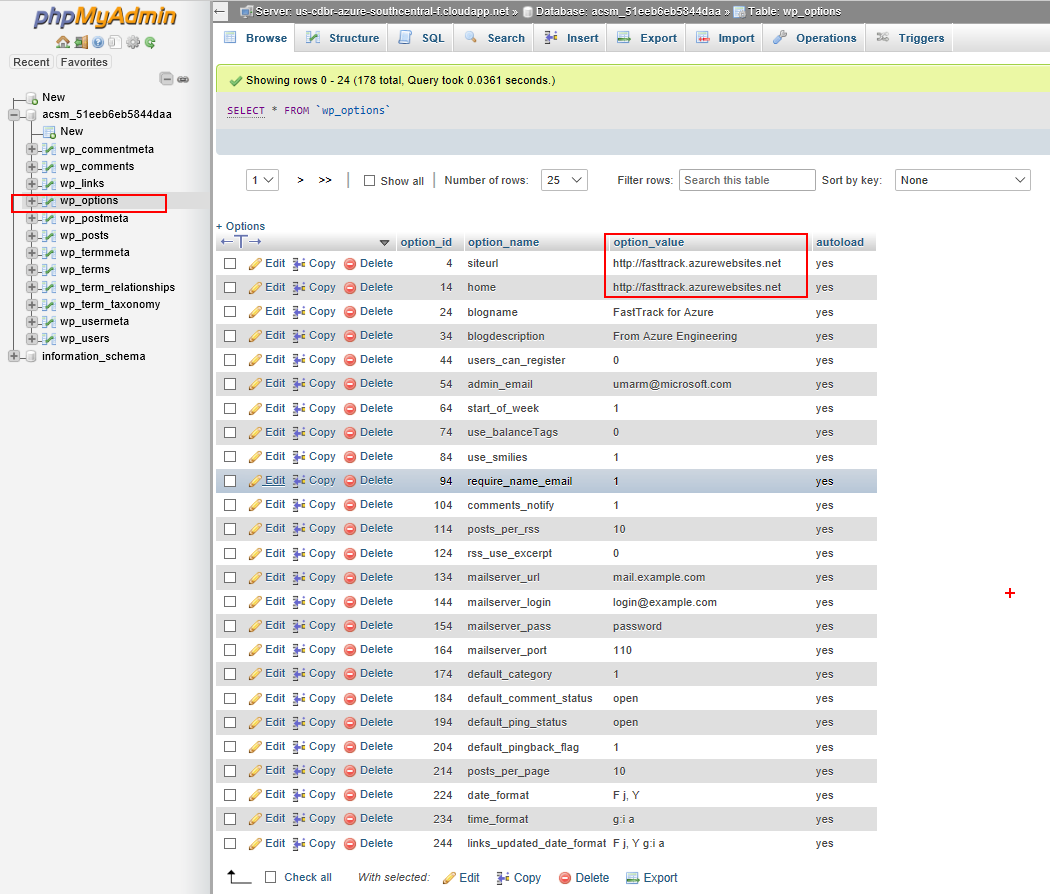 phpMyAdmin
Recent Favorites
New
acsm_51eeb6eb5844daa
New
wp_commentmeta
wp_comments
wp_links
wp_options
wp_postmeta
wp_posts
wp_termmeta
wp_terms
wp_term_relationships
wp_term_taxonomy
wp_usermeta
wp_users
information_schema
Server: us-cdbr-azure-southcentral-f.cloudapp.net » Database: acsm_51eeb6eb5844daa » Table: wp_options
Browse Structure SQL Search Insert Export Import Operations Triggers
Showing rows 0 - 24 (178 total, Query took 0.0361 seconds.)
SELECT * FROM `wp_options`
1 > >> | Show all | Number of rows: 25 Filter rows: Search this table Sort by key: None
+ Options
←T→ option_id option_name option_value autoload
Edit Copy Delete 4 siteurl http://fasttrack.azurewebsites.net yes
Edit Copy Delete 14 home http://fasttrack.azurewebsites.net yes
Edit Copy Delete 24 blogname FastTrack for Azure yes
Edit Copy Delete 34 blogdescription From Azure Engineering yes
Edit Copy Delete 44 users_can_register 0 yes
Edit Copy Delete 54 admin_email umarm@microsoft.com yes
Edit Copy Delete 64 start_of_week 1 yes
Edit Copy Delete 74 use_balanceTags 0 yes
Edit Copy Delete 84 use_smilies 1 yes
Edit Copy Delete 94 require_name_email 1 yes
Edit Copy Delete 104 comments_notify 1 yes
Edit Copy Delete 114 posts_per_rss 10 yes
Edit Copy Delete 124 rss_use_excerpt 0 yes
Edit Copy Delete 134 mailserver_url mail.example.com yes
Edit Copy Delete 144 mailserver_login login@example.com yes
Edit Copy Delete 154 mailserver_pass password yes
Edit Copy Delete 164 mailserver_port 110 yes
Edit Copy Delete 174 default_category 1 yes
Edit Copy Delete 184 default_comment_status open yes
Edit Copy Delete 194 default_ping_status open yes
Edit Copy Delete 204 default_pingback_flag 1 yes
Edit Copy Delete 214 posts_per_page 10 yes
Edit Copy Delete 224 date_format F j, Y yes
Edit Copy Delete 234 time_format g:i a yes
Edit Copy Delete 244 links_updated_date_format F j, Y g:i a yes
Check all With selected: Edit Copy Delete Export